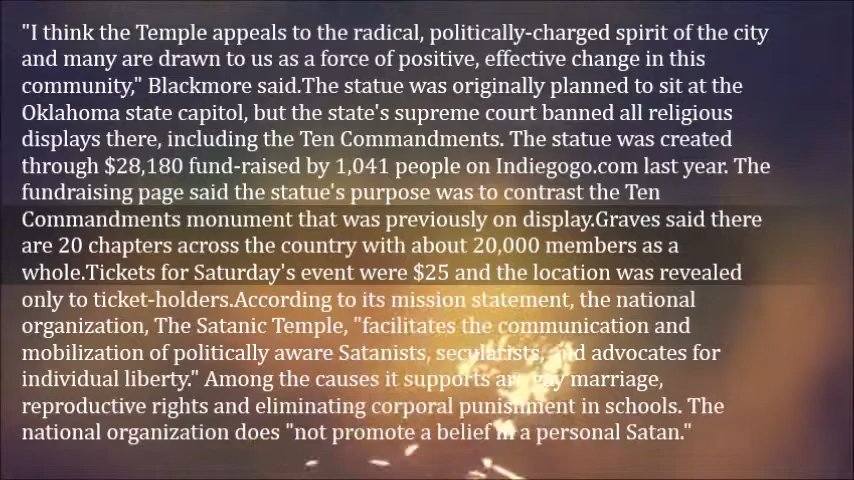 "I think the Temple appeals to the radical, politically-charged spirit of the city
and many are drawn to us as a force of positive, effective change in this
community," Blackmore said.The statue was originally planned to sit at the
Oklahoma state capitol, but the state's supreme court banned all religious
displays there, including the Ten Commandments. The statue was created
through $28,180 fund-raised by 1,041 people on Indiegogo.com last year. The
fundraising page said the statue's purpose was to contrast the Ten
Commandments monument that was previously on display.Graves said there
are 20 chapters across the country with about 20,000 members as a
whole.Tickets for Saturday's event were $25 and the location was revealed
only to ticket-holders.According to its mission statement, the national
organization, The Satanic Temple, "facilitates the communication and
mobilization of politically aware Satanists, secularists, and advocates for
individual liberty." Among the causes it supports are gay marriage,
reproductive rights and eliminating corporal punishment in schools. The
national organization does "not promote a belief in a personal Satan."